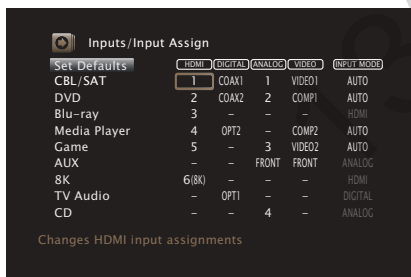 Inputs/Input Assign
Set Defaults HDMI DIGITAL ANALOG VIDEO INPUT MODE
CBL/SAT 1 COAX1 1 VIDEO1 AUTO
DVD 2 COAX2 2 COMP1 AUTO
Blu-ray 3 – – – HDMI
Media Player 4 OPT2 – COMP2 AUTO
Game 5 – 3 VIDEO2 AUTO
AUX – – FRONT FRONT ANALOG
8K 6(8K) – – – HDMI
TV Audio – OPT1 – – DIGITAL
CD – – 4 – ANALOG
Changes HDMI input assignments